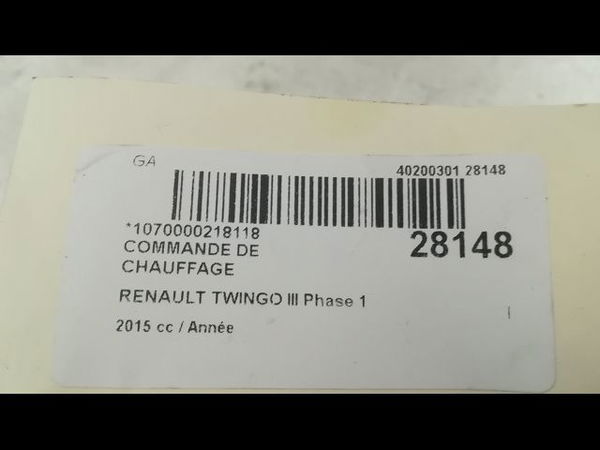 GA
40200301 28148
*1070000218118
28148
COMMANDE DE
CHAUFFAGE
RENAULT TWINGO III Phase 1
2015 cc / Année